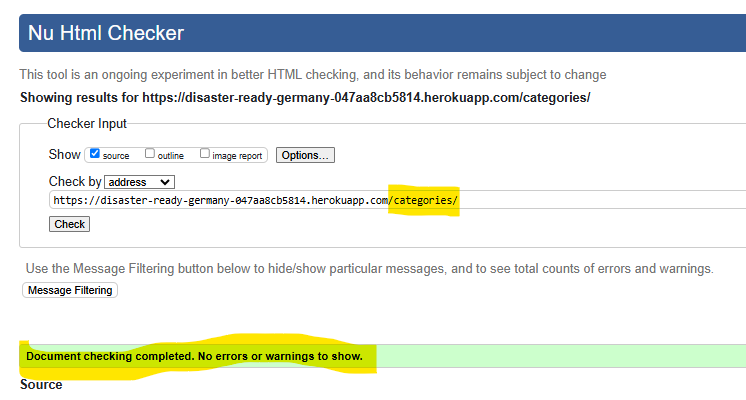 Nu Html Checker
This tool is an ongoing experiment in better HTML checking, and its behavior remains subject to change
Showing results for https://disaster-ready-germany-047aa8cb5814.herokuapp.com/categories/
Checker Input
Show source outline image report Options...
Check by address
https://disaster-ready-germany-047aa8cb5814.herokuapp.com/categories/
Check
Use the Message Filtering button below to hide/show particular messages, and to see total counts of errors and warnings.
Message Filtering
Document checking completed. No errors or warnings to show.
Source